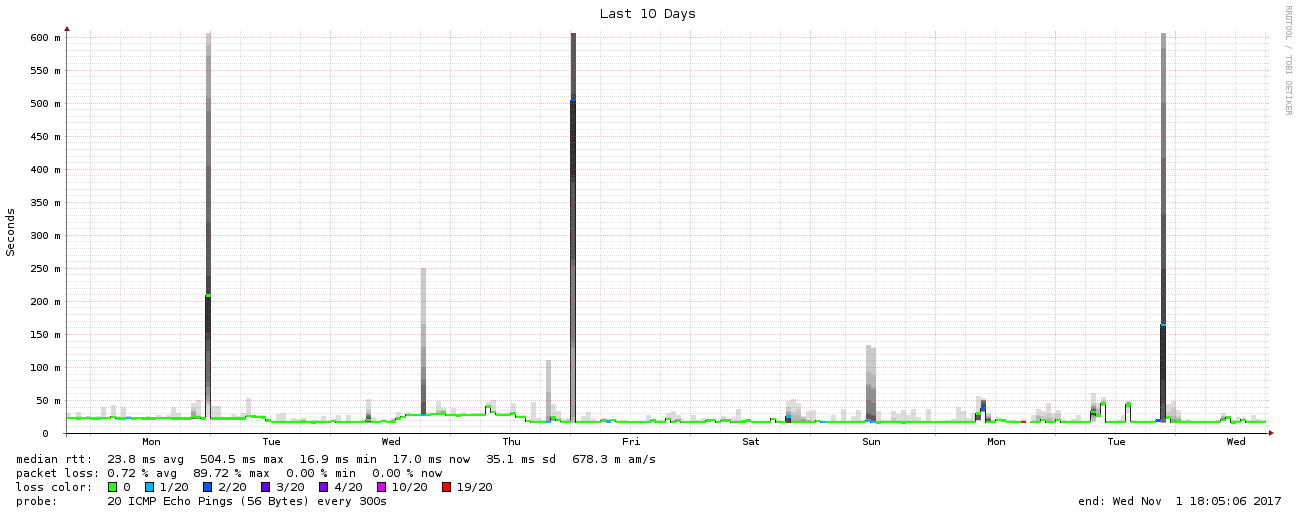 Last 10 Days
RRDTOOL / TOBI OETIKER
Seconds
600 m
550 m
500 m
450 m
400 m
350 m
300 m
250 m
200 m
150 m
100 m
50 m
0
Mon Tue Wed Thu Fri Sat Sun Mon Tue Wed
median rtt: 23.8 ms avg 504.5 ms max 16.9 ms min 17.0 ms now 35.1 ms sd 678.3 m am/s
packet loss: 0.72 % avg 89.72 % max 0.00 % min 0.00 % now
loss color: 0 1/20 2/20 3/20 4/20 10/20 19/20
probe: 20 ICMP Echo Pings (56 Bytes) every 300s end: Wed Nov 1 18:05:06 2017